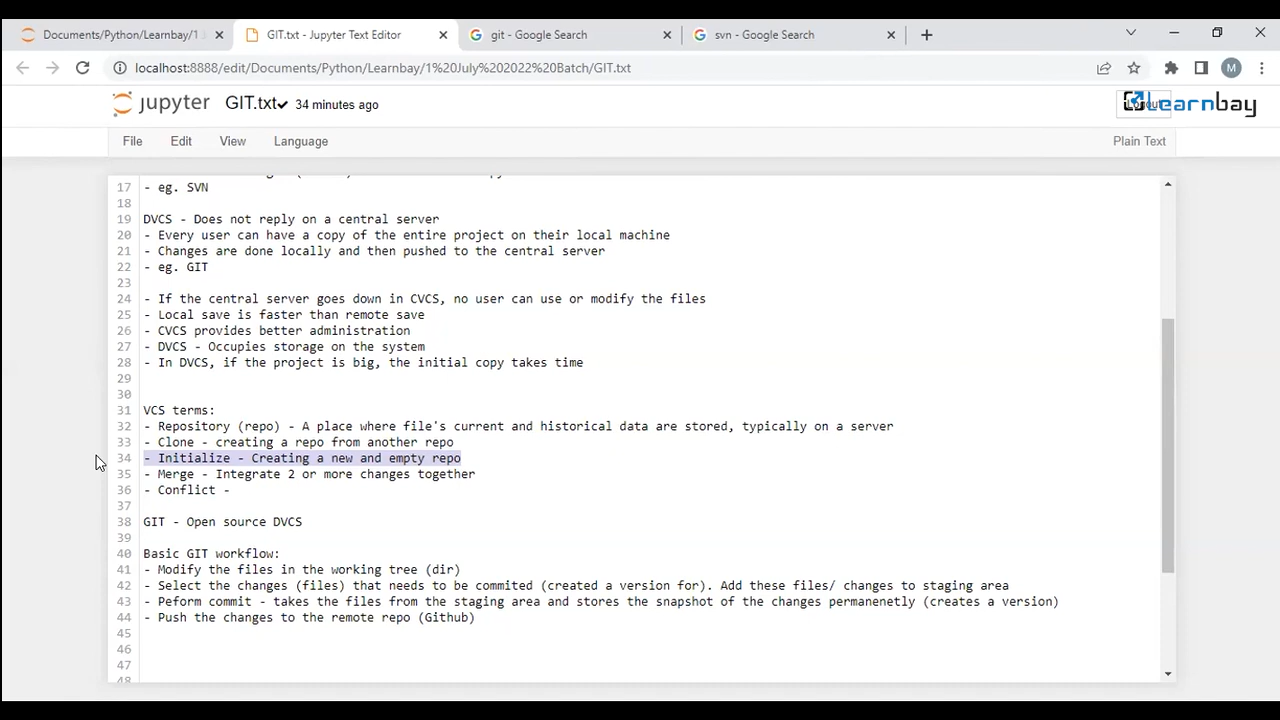 Documents/Python/Learnbay/1
GIT.txt - Jupyter Text Editor
git - Google Search
svn - Google Search
localhost:8888/edit/Documents/Python/Learnbay/1%20July%202022%20Batch/GIT.txt
M
jupyter GIT.txt 34 minutes ago
learnbay
File Edit View Language
Plain Text
17 - eg. SVN
18
19 DVCS - Does not reply on a central server
20 - Every user can have a copy of the entire project on their local machine
21 - Changes are done locally and then pushed to the central server
22 - eg. GIT
23
24 - If the central server goes down in CVCS, no user can use or modify the files
25 - Local save is faster than remote save
26 - CVCS provides better administration
27 - DVCS - Occupies storage on the system
28 - In DVCS, if the project is big, the initial copy takes time
29
30
31 VCS terms:
32 - Repository (repo) - A place where file's current and historical data are stored, typically on a server
33 - Clone - creating a repo from another repo
34 - Initialize - Creating a new and empty repo
35 - Merge - Integrate 2 or more changes together
36 - Conflict -
37
38 GIT - Open source DVCS
39
40 Basic GIT workflow:
41 - Modify the files in the working tree (dir)
42 - Select the changes (files) that needs to be commited (created a version for). Add these files/ changes to staging area
43 - Peform commit - takes the files from the staging area and stores the snapshot of the changes permanenetly (creates a version)
44 - Push the changes to the remote repo (Github)
45
46
47
48